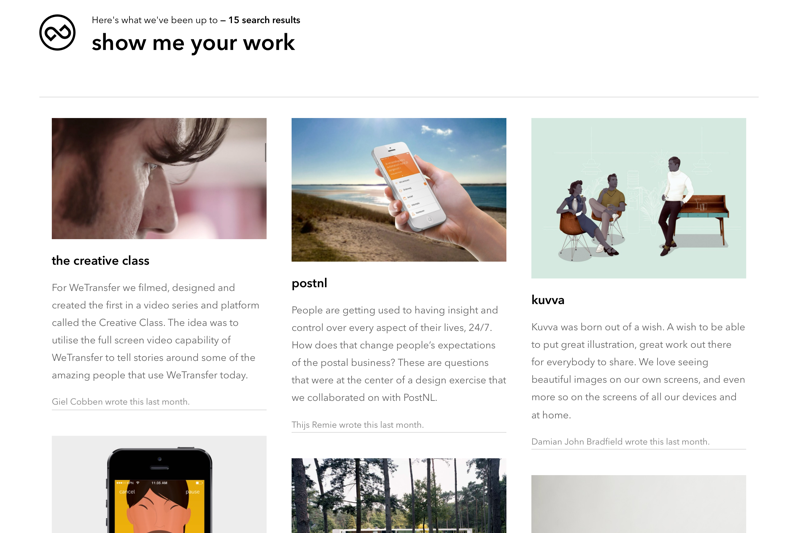 Here's what we've been up to – 15 search results
show me your work
the creative class
For WeTransfer we filmed, designed and
created the first in a video series and platform
called the Creative Class. The idea was to
utilise the full screen video capability of
WeTransfer to tell stories around some of the
amazing people that use WeTransfer today.
Giel Cobben wrote this last month.
cancel
11:05 AM
pause
postnl
People are getting used to having insight and
control over every aspect of their lives, 24/7.
How does that change people's expectations
of the postal business? These are questions
that were at the center of a design exercise that
we collaborated on with PostNL.
Thijs Remie wrote this last month.
kuvva
Kuvva was born out of a wish. A wish to be able
to put great illustration, great work out there
for everybody to share. We love seeing
beautiful images on our own screens, and even
more so on the screens of all our devices and
at home.
Damian John Bradfield wrote this last month.